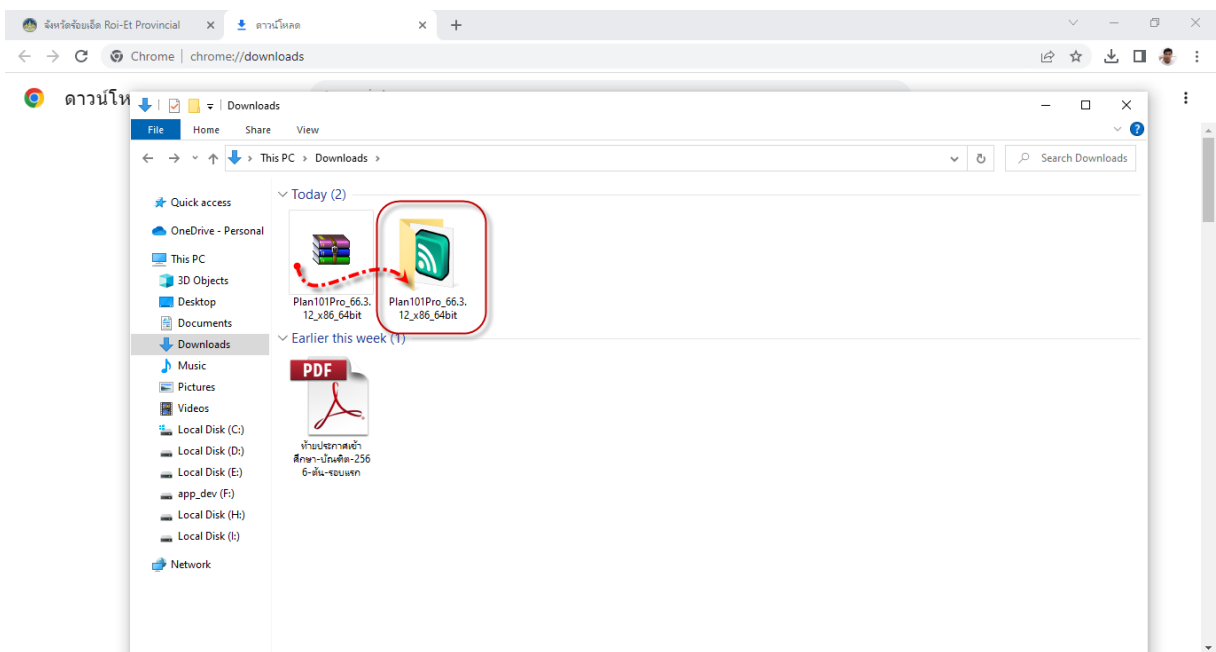 จังหวัดร้อยเอ็ด Roi-Et Provincial
ดาวน์โหลด
Chrome | chrome://downloads
ดาวน์โห
Downloads
File Home Share View
This PC > Downloads >
Search Downloads
Quick access
OneDrive - Personal
This PC
3D Objects
Desktop
Documents
Downloads
Music
Pictures
Videos
Local Disk (C:)
Local Disk (D:)
Local Disk (E:)
app_dev (F:)
Local Disk (H:)
Local Disk (I:)
Network
Today (2)
Plan101Pro_66.3.
12_x86_64bit
Plan101Pro_66.3.
12_x86_64bit
Earlier this week (1)
PDF
ท้ายประกาศเข้า
ศึกษา-บัณฑิต-256
6-ต้น-รอบแรก